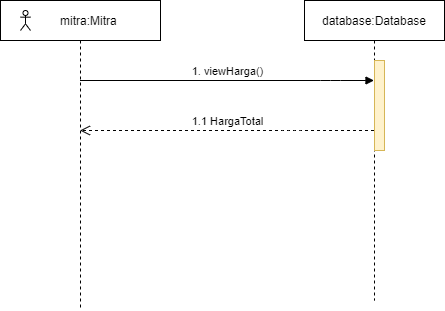 mitra:Mitra
database:Database
1. viewHarga()
1.1 HargaTotal